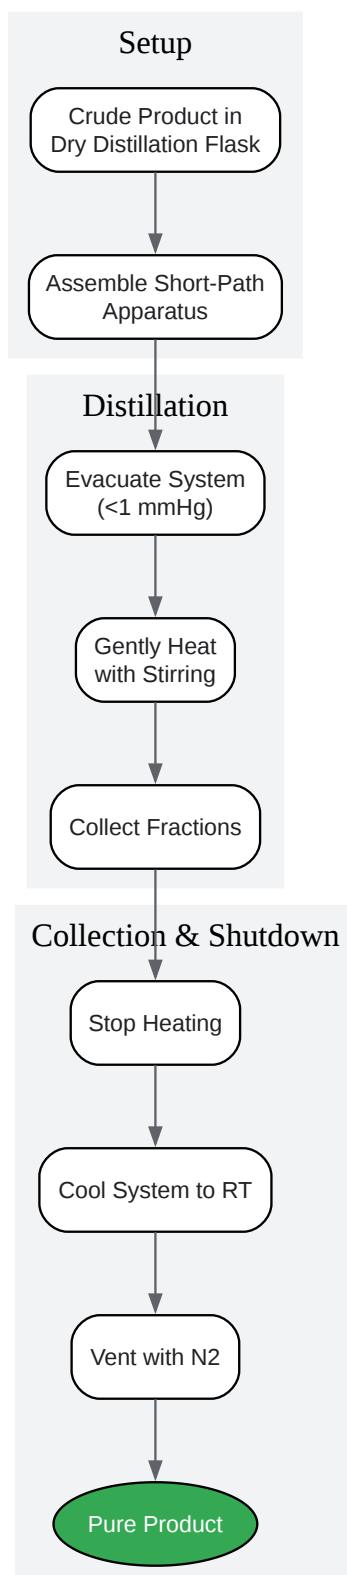 Setup
Crude Product in
Dry Distillation Flask
Assemble Short-Path
Apparatus
Distillation
Evacuate System
(<1 mmHg)
Gently Heat
with Stirring
Collect Fractions
Collection & Shutdown
Stop Heating
Cool System to RT
Vent with N2
Pure Product